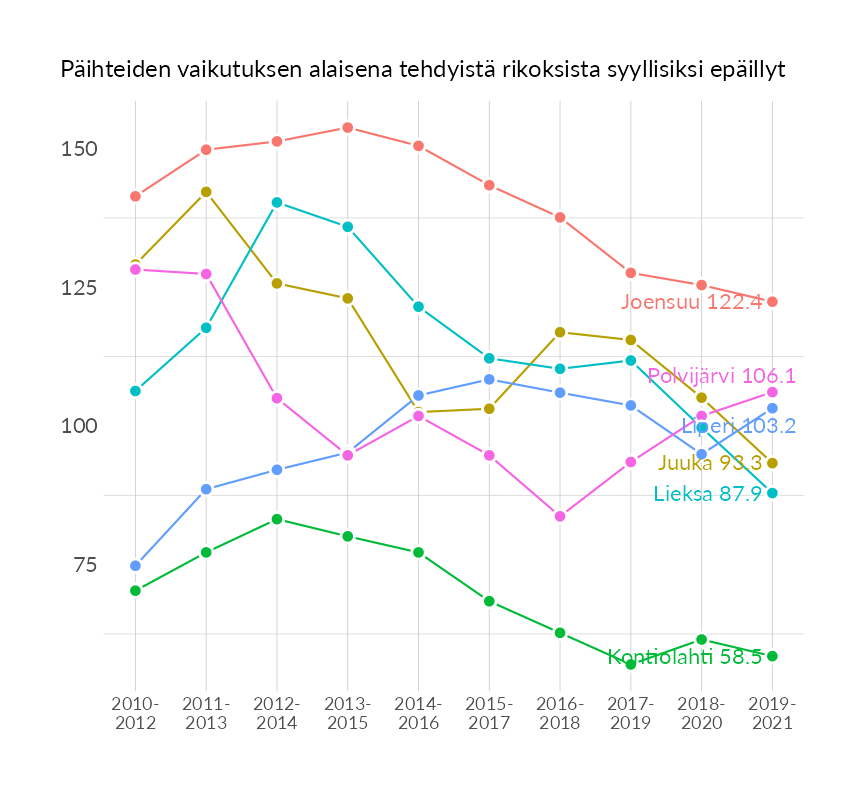 Päihteiden vaikutuksen alaisena tehdyistä rikoksista syyllisiksi epäillyt
150
125
100
75
Joensuu 122.4
Polvijärvi 106.1
Liperi 103.2
Juuka 93.3
Lieksa 87.9
Kontiolahti 58.5
2010- 2011- 2012- 2013- 2014- 2015- 2016- 2017- 2018- 2019-
2012 2013 2014 2015 2016 2017 2018 2019 2020 2021